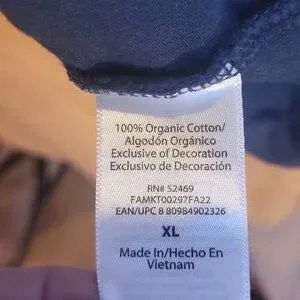 100% Organic Cotton/
Algodón Orgánico
Exclusive of Decoration
Exclusivo de Decoración
RN# 52469
FAMKT00297FA22
EAN/UPC 8 80984902326
XL
Made In/Hecho En
Vietnam